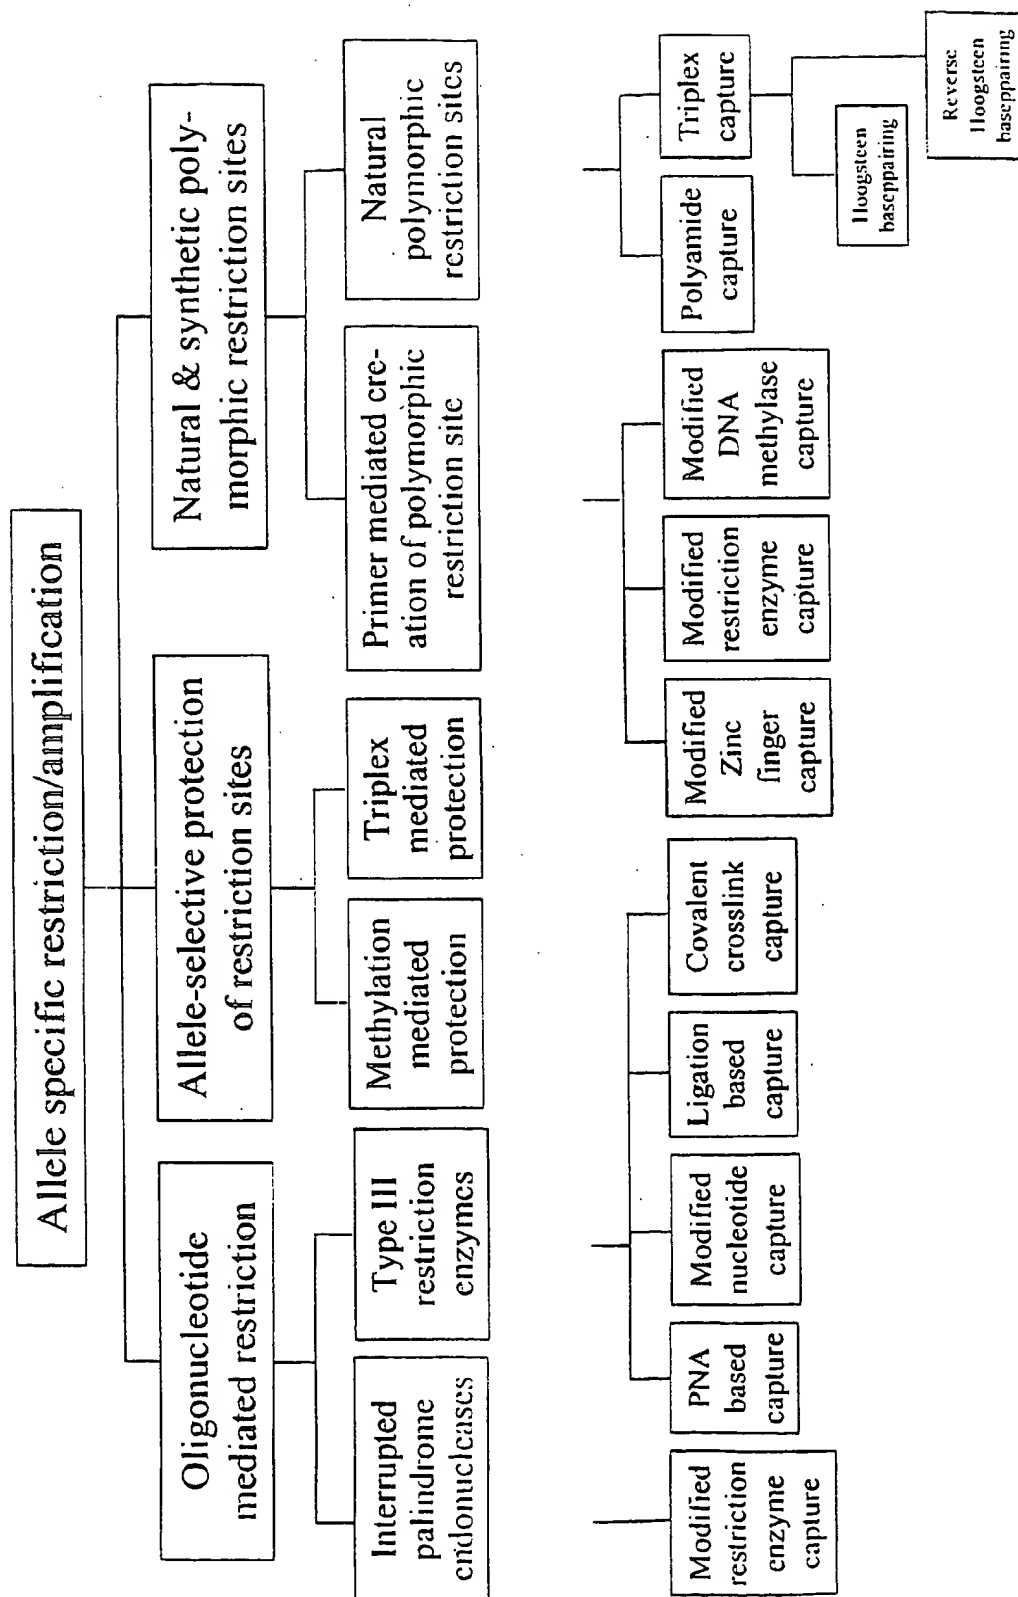 Allele specific restriction/amplification
Oligonucleotide
mediated restriction
Allele-selective protection
of restriction sites
Natural & synthetic poly-
morphic restriction sites
Interrupted
palindrome
endonucleases
Type III
restriction
enzymes
Methylation
mediated
protection
Triplex
mediated
protection
Primer mediated cre-
ation of polymorphic
restriction site
Natural
polymorphic
restriction sites
Modified
restriction
enzyme
capture
PNA
based
capture
Modified
nucleotide
capture
Ligation
based
capture
Covalent
crosslink
capture
Modified
Zinc
finger
capture
Modified
restriction
enzyme
capture
Modified
DNA
methylase
capture
Polyamide
capture
Triplex
capture
Hoogsteen
baseppairing
Reverse
Hoogsteen
baseppairing